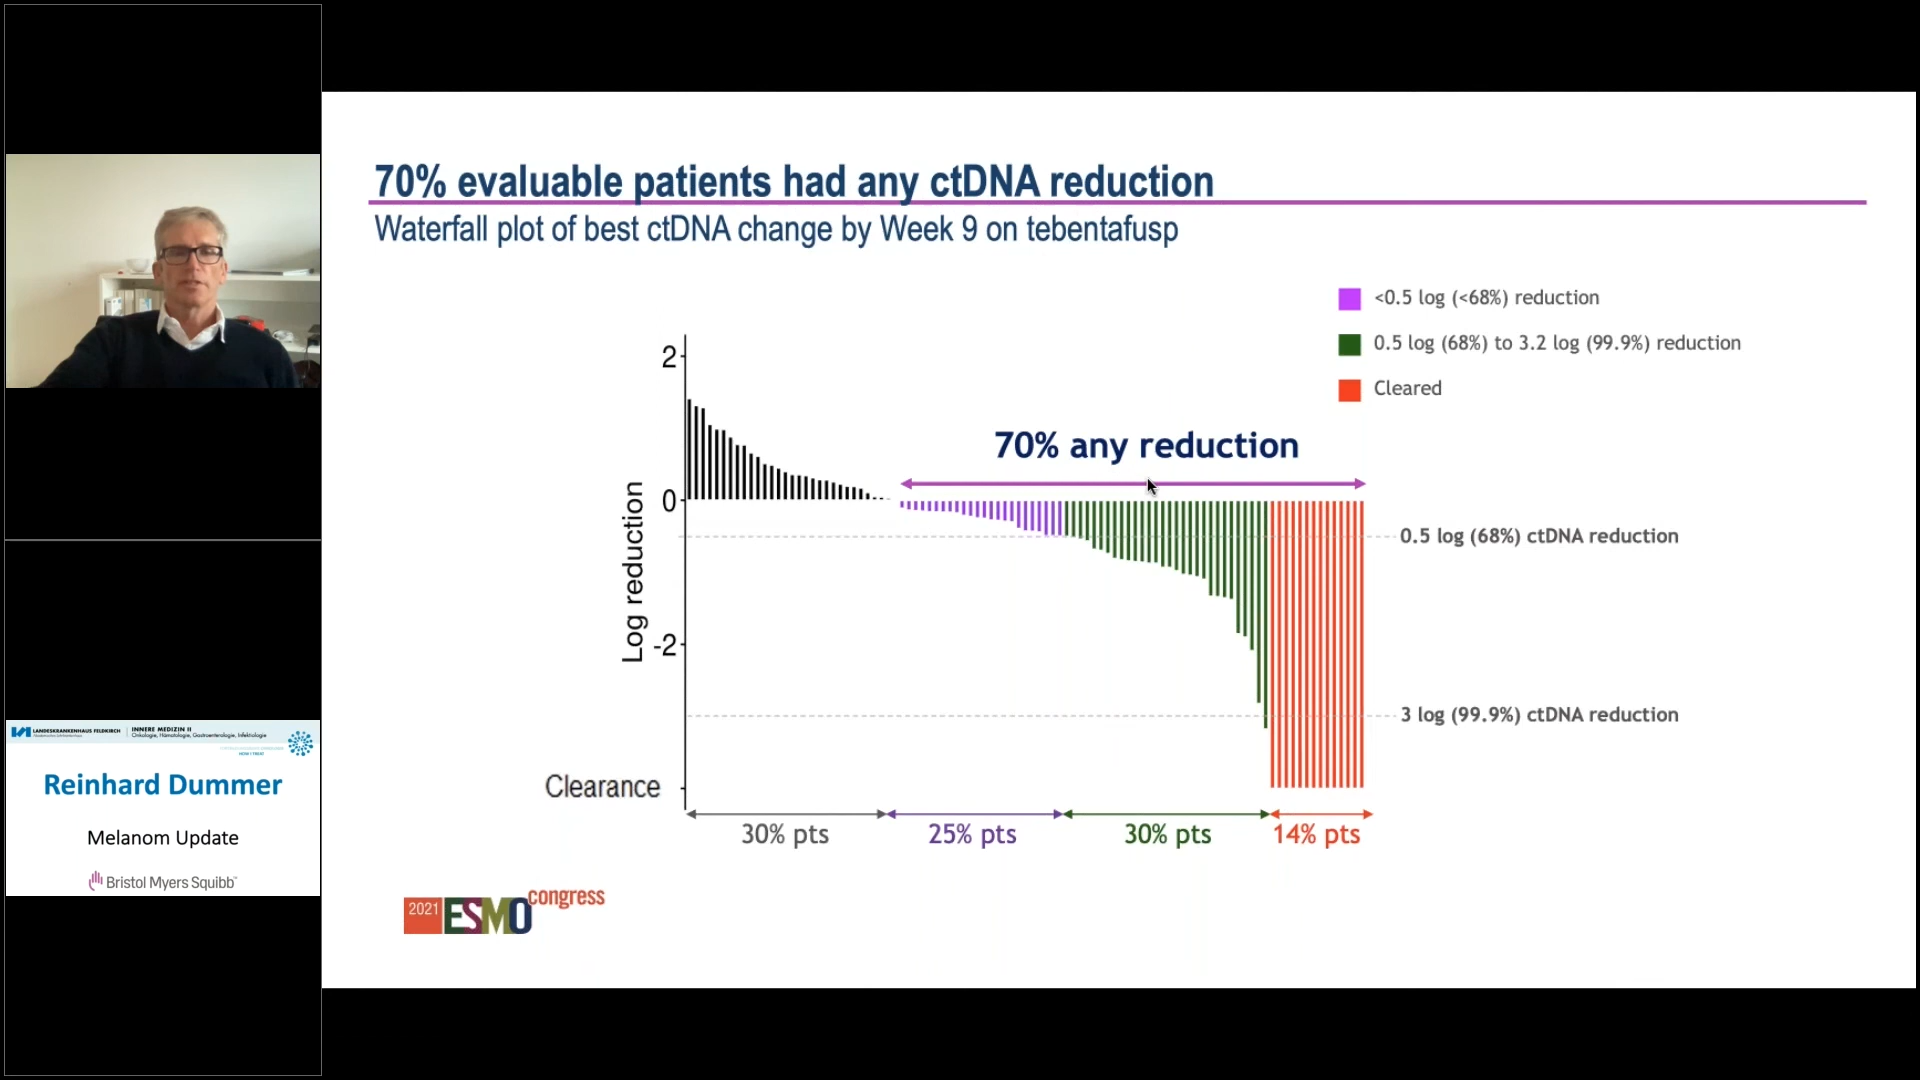 70% evaluable patients had any ctDNA reduction
Waterfall plot of best ctDNA change by Week 9 on tebentafusp
<0.5 log (<68%) reduction
0.5 log (68%) to 3.2 log (99.9%) reduction
Cleared
70% any reduction
Log reduction
2
0
-2
Clearance
0.5 log (68%) ctDNA reduction
3 log (99.9%) ctDNA reduction
30% pts
25% pts
30% pts
14% pts
2021 ESMO congress
LANDESKRANKENHAUS FELDKIRCH
INNERE MEDIZIN II
Onkologie, Hämatologie, Gastroenterologie, Infektiologie
HOW I TREAT
Reinhard Dummer
Melanom Update
Bristol Myers Squibb™